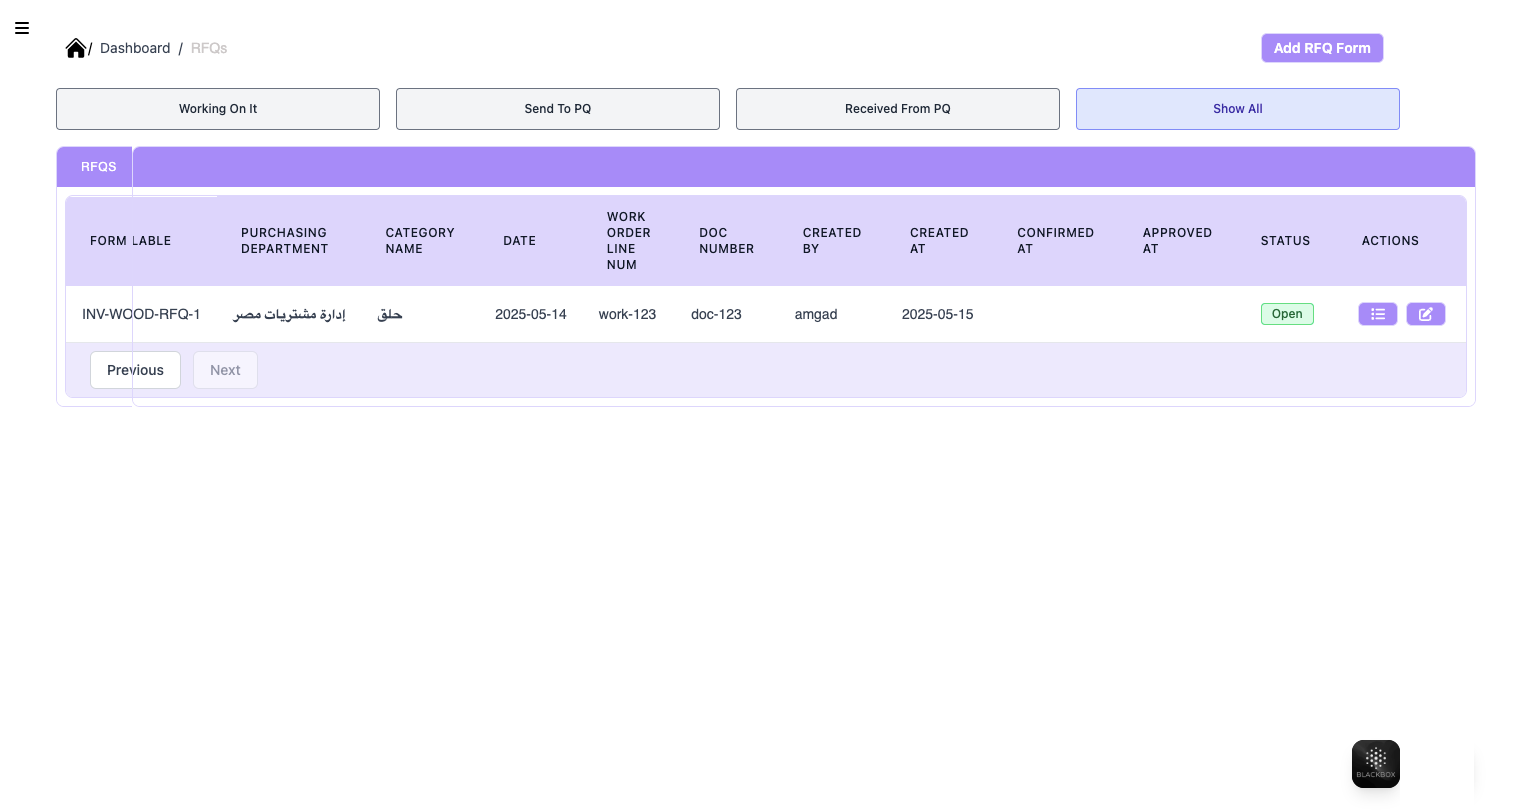 / Dashboard / RFQs
Add RFQ Form
Working On It
Send To PQ
Received From PQ
Show All
RFQS
FORM LABLE
PURCHASING
DEPARTMENT
CATEGORY
NAME
DATE
WORK
ORDER
LINE
NUM
DOC
NUMBER
CREATED
BY
CREATED
AT
CONFIRMED
AT
APPROVED
AT
STATUS
ACTIONS
INV-WOOD-RFQ-1
إدارة مشتريات مصر
حلق
2025-05-14
work-123
doc-123
amgad
2025-05-15
Open
Previous
Next
BLACKBOX